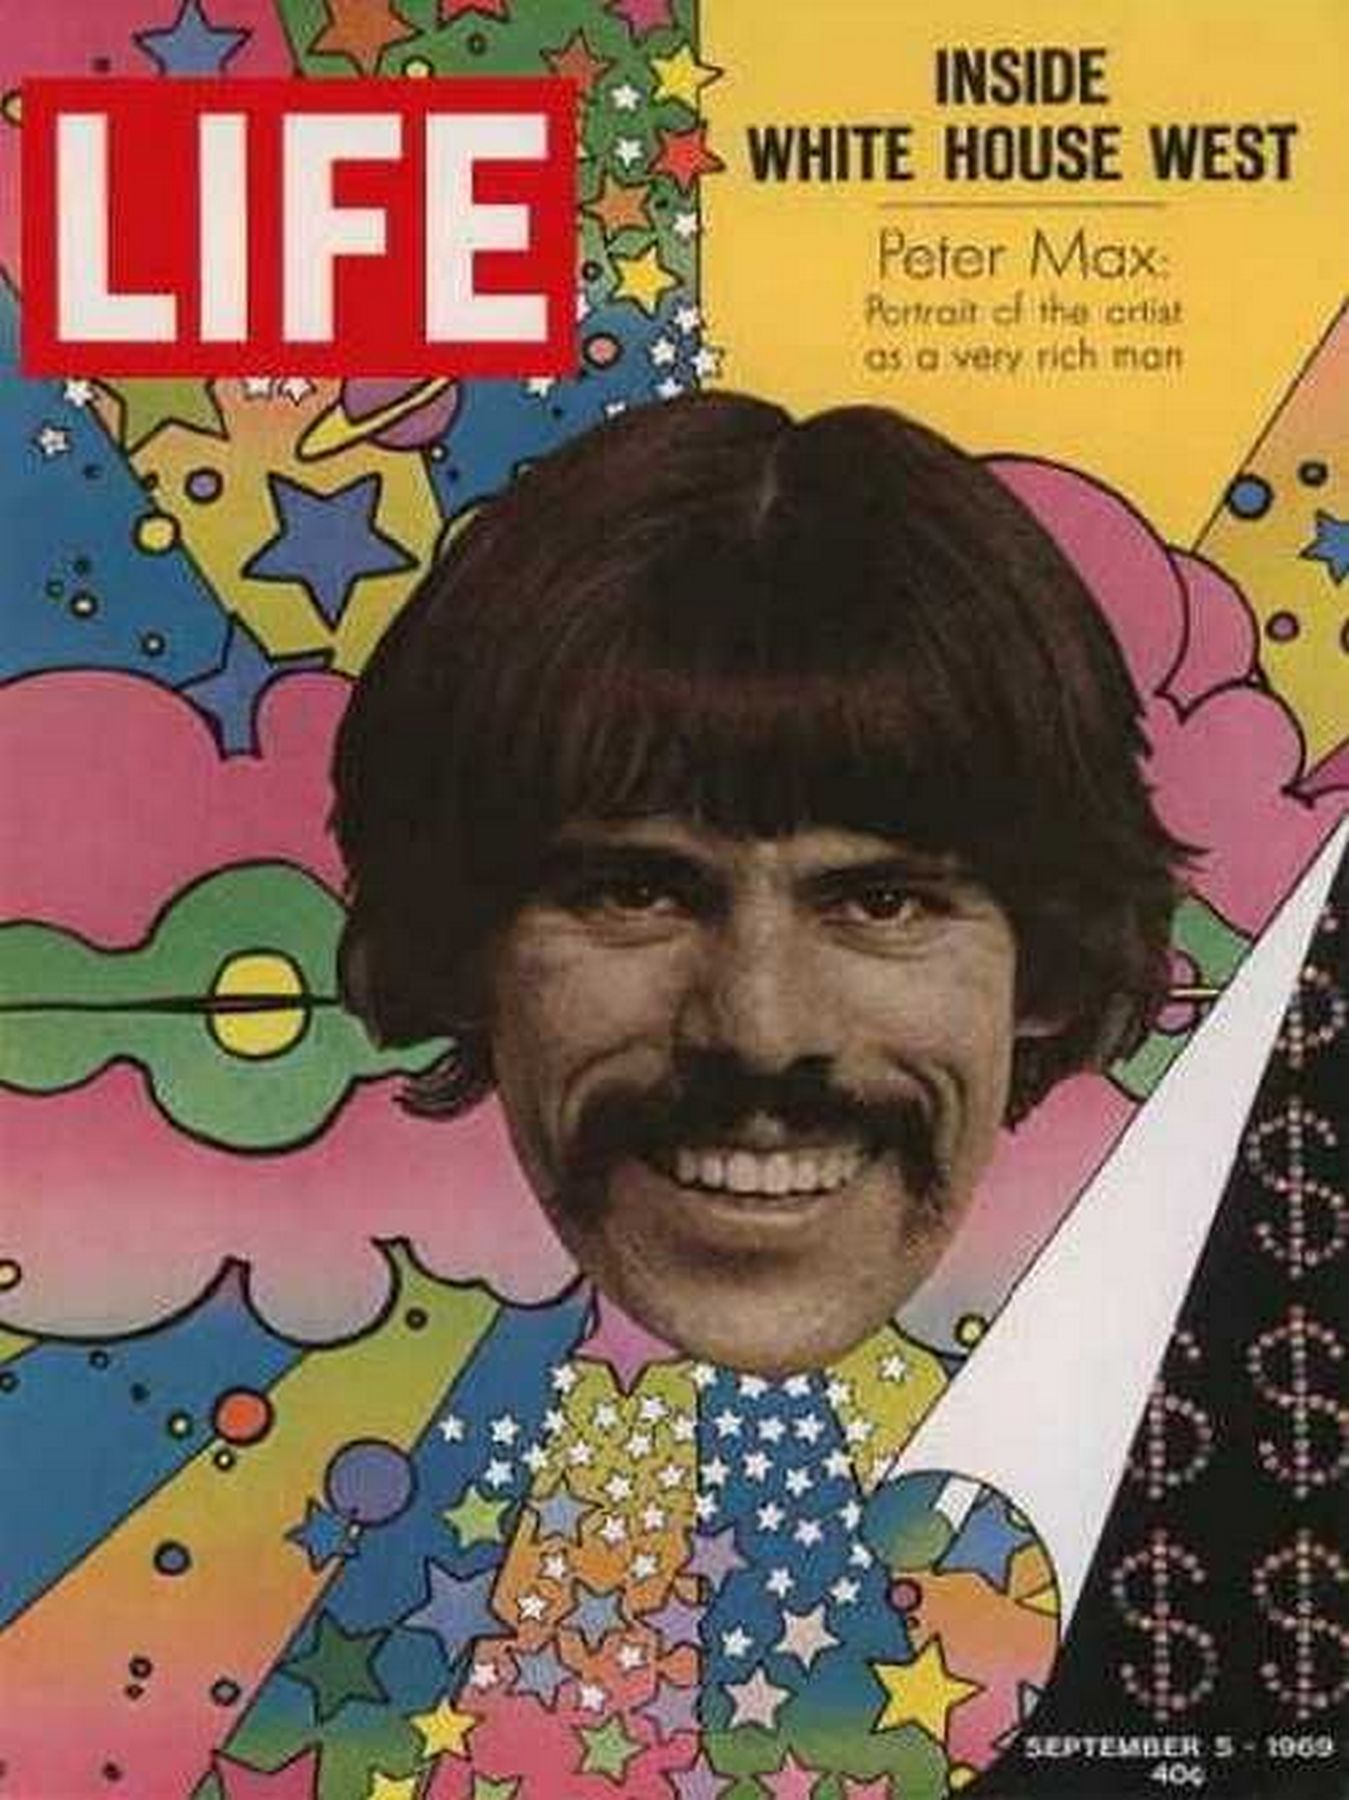 LIFE
INSIDE
WHITE HOUSE WEST
Peter Max:
Portrait of the artist
as a very rich man
SEPTEMBER 5 - 1969
40¢